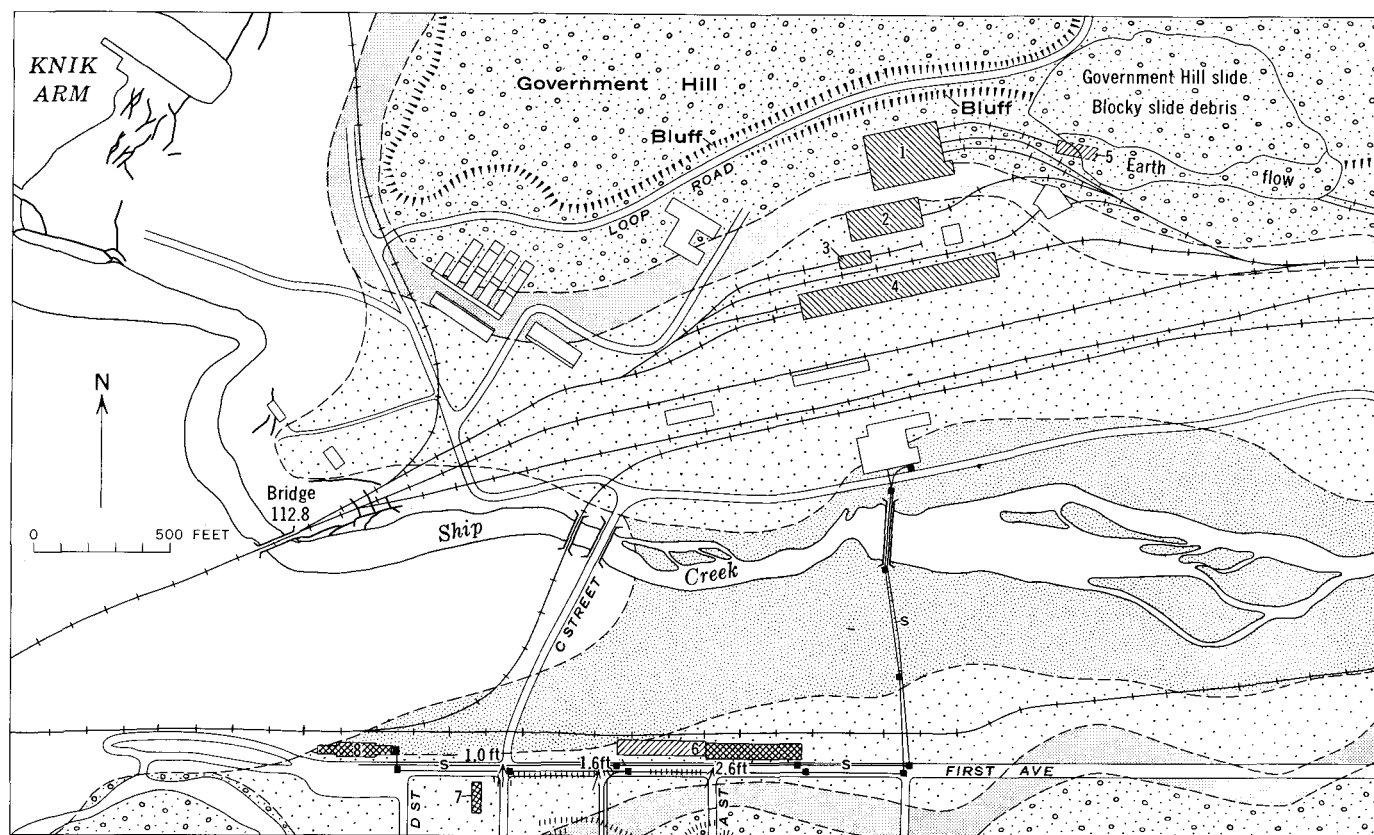 KNIK
ARM
Government Hill
Bluff
Bluff
Government Hill slide
Blocky slide debris
1
5
Earth
flow
LOOP ROAD
2
3
4
N
0 500 FEET
Bridge
112.8
Ship
Creek
C STREET
S
8
S
1.0 ft
1.6ft
6
2.6ft
S
FIRST AVE
7
D ST
A ST